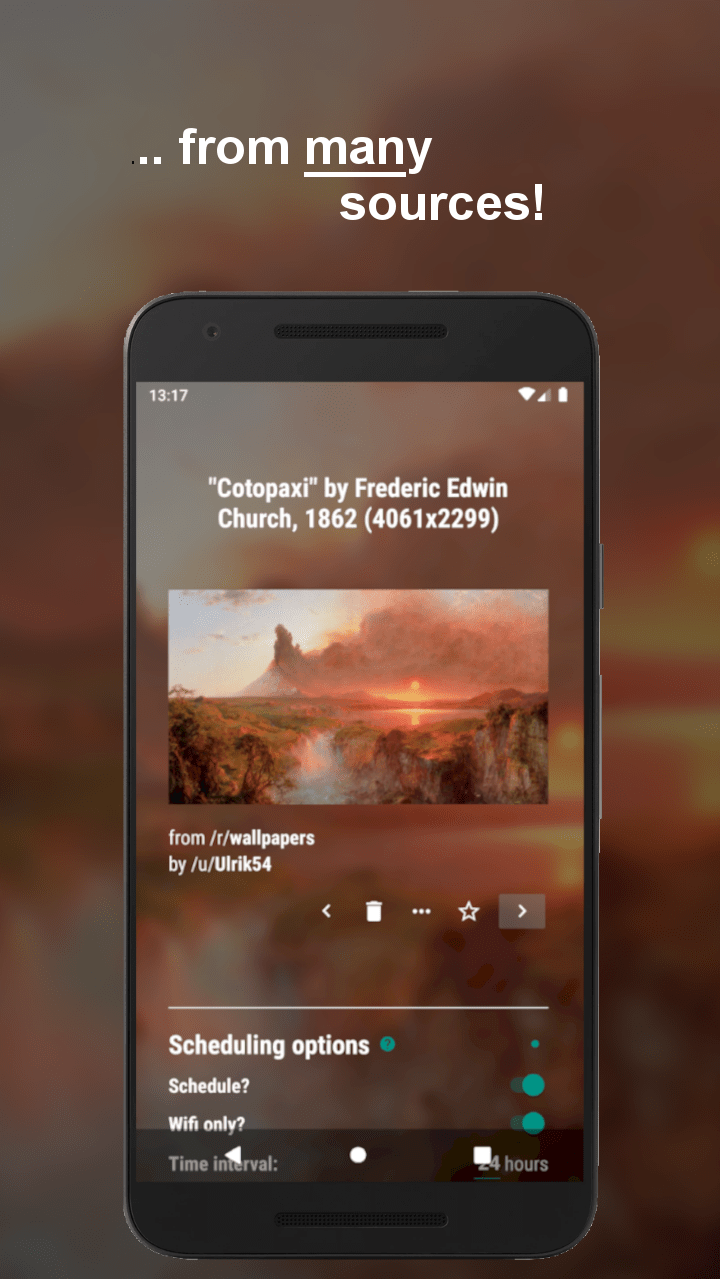 ... from many
sources!
13:17
"Cotopaxi" by Frederic Edwin
Church, 1862 (4061x2299)
from /r/wallpapers
by /u/Ulrik54
Scheduling options ?
Schedule?
Wifi only?
Time interval: 24 hours